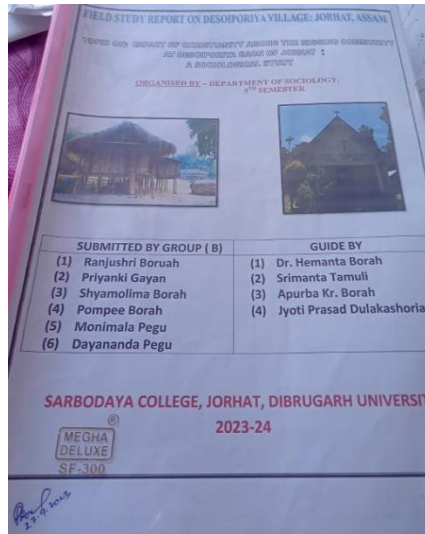 FIELD STUDY REPORT ON DESOIPORIYA VILLAGE: JORHAT, ASSAM
TOPIC ON: IMPACT OF CHRISTIANITY AMONG THE MISSING COMMUNITY
AT DESOIPORIYA GAON OF JORHAT :
A SOCIOLOGICAL STUDY
ORGANISED BY – DEPARTMENT OF SOCIOLOGY.
5TH SEMESTER
SUBMITTED BY GROUP ( B)
(1) Ranjushri Boruah
(2) Priyanki Gayan
(3) Shyamolima Borah
(4) Pompee Borah
(5) Monimala Pegu
(6) Dayananda Pegu
GUIDE BY
(1) Dr. Hemanta Borah
(2) Srimanta Tamuli
(3) Apurba Kr. Borah
(4) Jyoti Prasad Dulakashoria
SARBODAYA COLLEGE, JORHAT, DIBRUGARH UNIVERSIT
2023-24
®
MEGHA
DELUXE
SF-300
27.9.2023